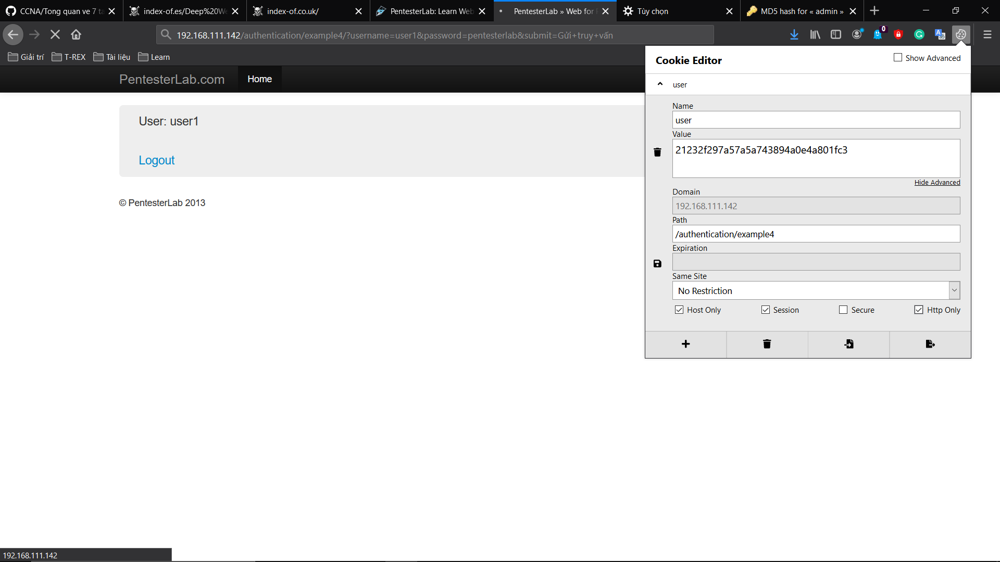 CCNA/Tong quan ve 7 ta
index-of.es/Deep%20We
index-of.co.uk/
PentesterLab: Learn Web
PentesterLab » Web for
Tùy chọn
MD5 hash for « admin »
192.168.111.142/authentication/example4/?username=user1&password=pentesterlab&submit=Gửi+truy+vấn
0
Giải trí
T-REX
Tài liệu
Learn
PentesterLab.com
Home
User: user1
Logout
© PentesterLab 2013
Cookie Editor
Show Advanced
user
Name
user
Value
21232f297a57a5a743894a0e4a801fc3
Hide Advanced
Domain
192.168.111.142
Path
/authentication/example4
Expiration
Same Site
No Restriction
Host Only
Session
Secure
Http Only
192.168.111.142